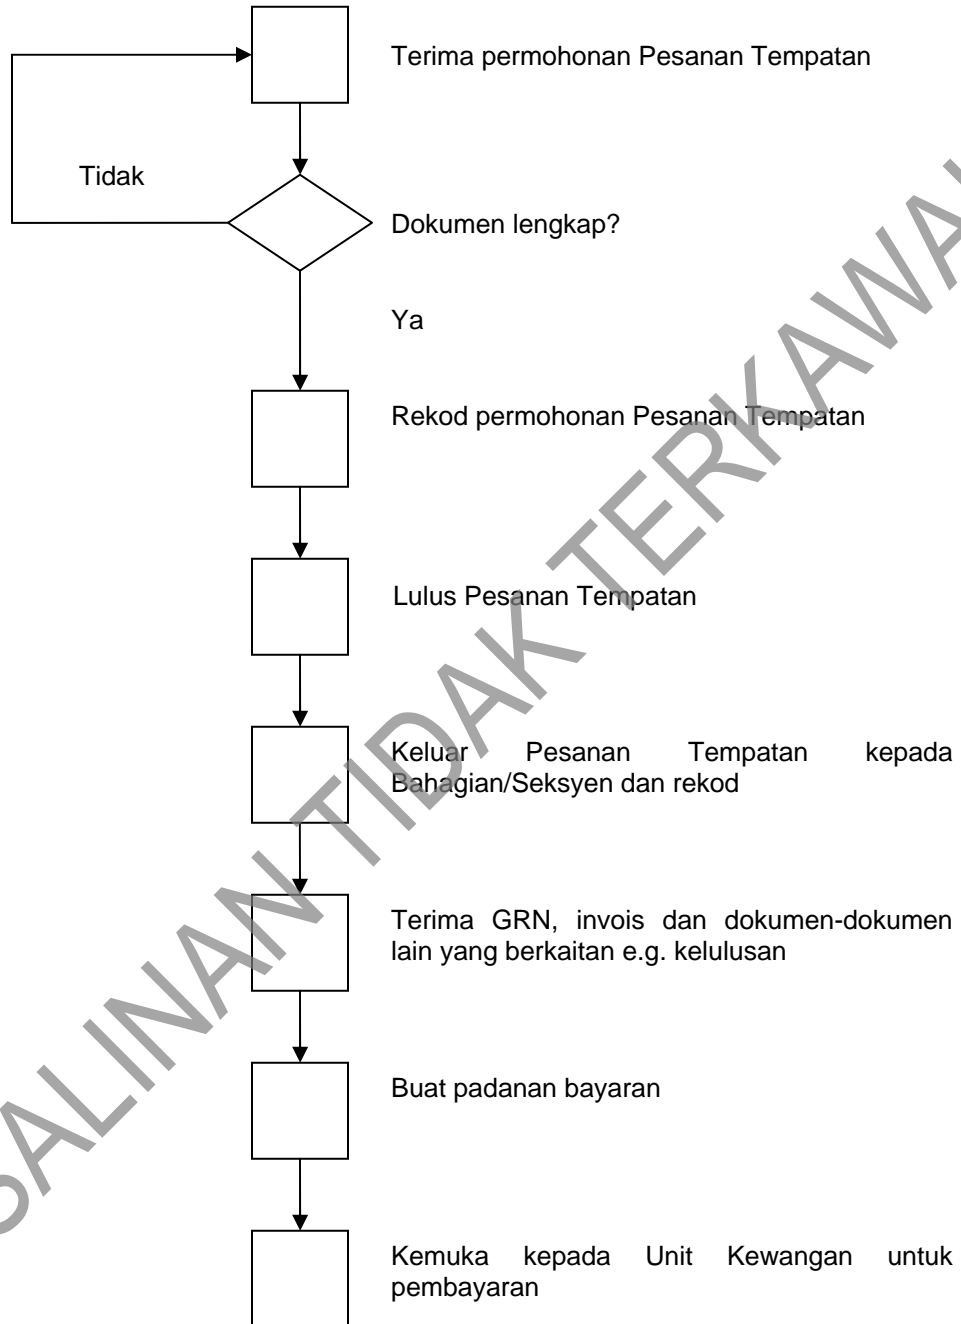 Terima permohonan Pesanan Tempatan
Tidak
Dokumen lengkap?
Ya
Rekod permohonan Pesanan Tempatan
Lulus Pesanan Tempatan
Keluar Pesanan Tempatan kepada
Bahagian/Seksyen dan rekod
Terima GRN, invois dan dokumen-dokumen
lain yang berkaitan e.g. kelulusan
Buat padanan bayaran
Kemuka kepada Unit Kewangan untuk
pembayaran
SALINAN TIDAK TERKAWAL